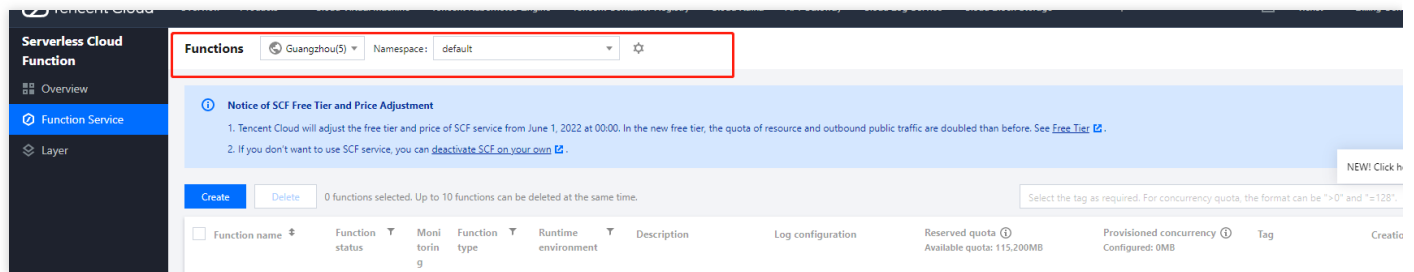 Tencent Cloud
Serverless Cloud
Function
Overview
Function Service
Layer
Functions Guangzhou(5) Namespace: default
Notice of SCF Free Tier and Price Adjustment
1. Tencent Cloud will adjust the free tier and price of SCF service from June 1, 2022 at 00:00. In the new free tier, the quota of resource and outbound public traffic are doubled than before. See Free Tier .
2. If you don't want to use SCF service, you can deactivate SCF on your own .
NEW! Click
Create Delete 0 functions selected. Up to 10 functions can be deleted at the same time.
Select the tag as required. For concurrency quota, the format can be ">0" and "=128".
Function name
Function
status
Moni
torin
g
Function
type
Runtime
environment
Description
Log configuration
Reserved quota
Available quota: 115,200MB
Provisioned concurrency
Configured: 0MB
Tag
Creatio